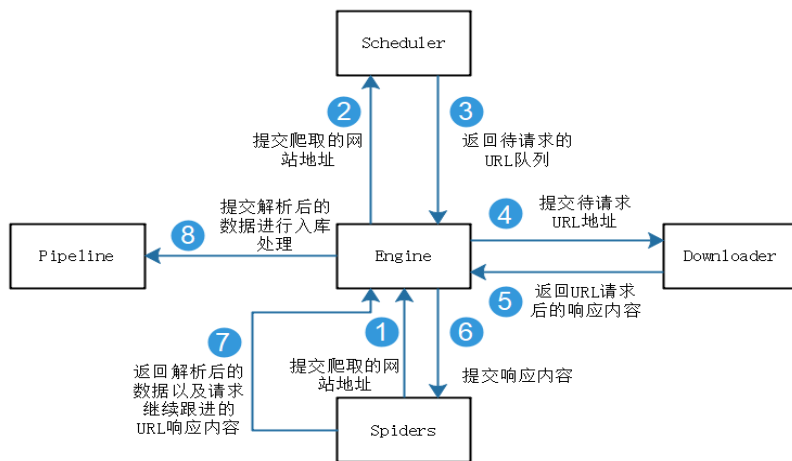 Scheduler
2
3
提交爬取的网
站地址
返回待请求的
URL队列
提交解析后的
数据进行入库
处理
8
4
提交待请求
URL地址
Pipeline
Engine
Downloader
5
返回URL请求
后的响应内容
7
1
6
返回解析后的
数据以及请求
继续跟进的
URL响应内容
提交爬取的网
站地址
提交响应内容
Spiders